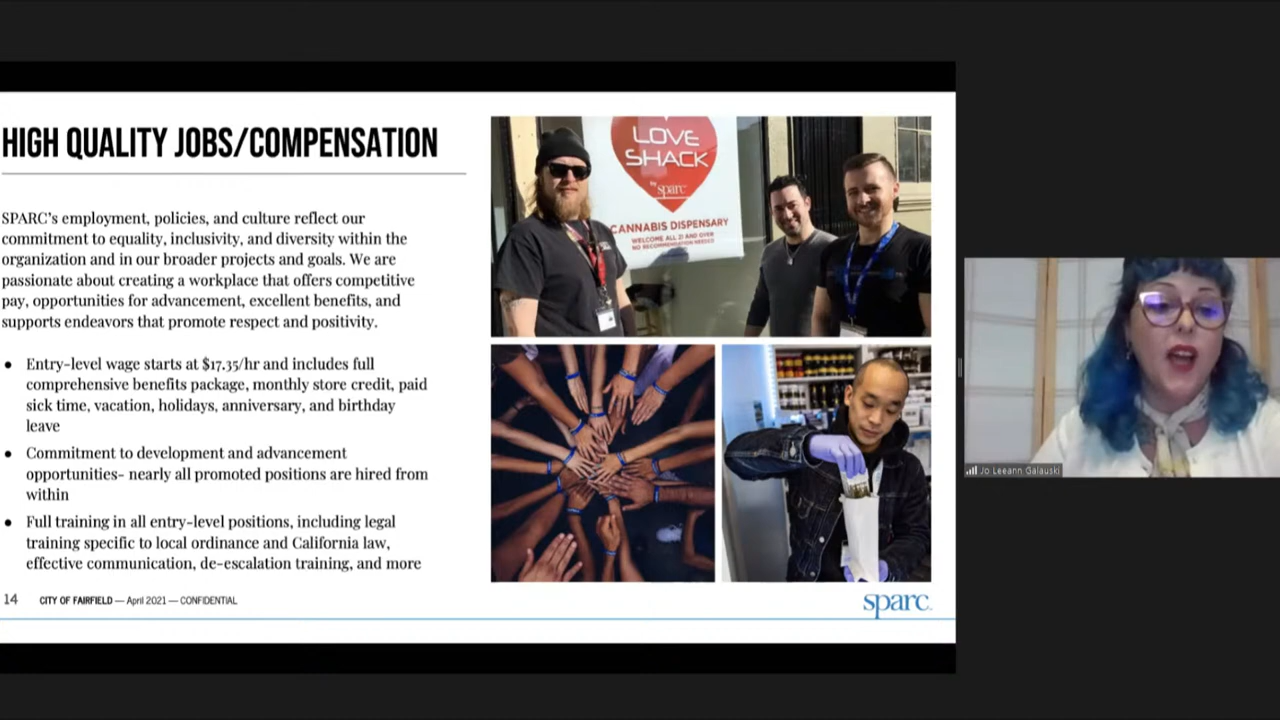 HIGH QUALITY JOBS/COMPENSATION
SPARC's employment, policies, and culture reflect our
commitment to equality, inclusivity, and diversity within the
organization and in our broader projects and goals. We are
passionate about creating a workplace that offers competitive
pay, opportunities for advancement, excellent benefits, and
supports endeavors that promote respect and positivity.
● Entry-level wage starts at $17.35/hr and includes full
comprehensive benefits package, monthly store credit, paid
sick time, vacation, holidays, anniversary, and birthday
leave
● Commitment to development and advancement
opportunities- nearly all promoted positions are hired from
within
● Full training in all entry-level positions, including legal
training specific to local ordinance and California law,
effective communication, de-escalation training, and more
14 CITY OF FAIRFIELD — April 2021 — CONFIDENTIAL
LOVE
SHACK
by sparc
CANNABIS DISPENSARY
WELCOME ALL 21 AND OVER
NO RECOMMENDATION NEEDED
sparc
Jo Leeann Galauski